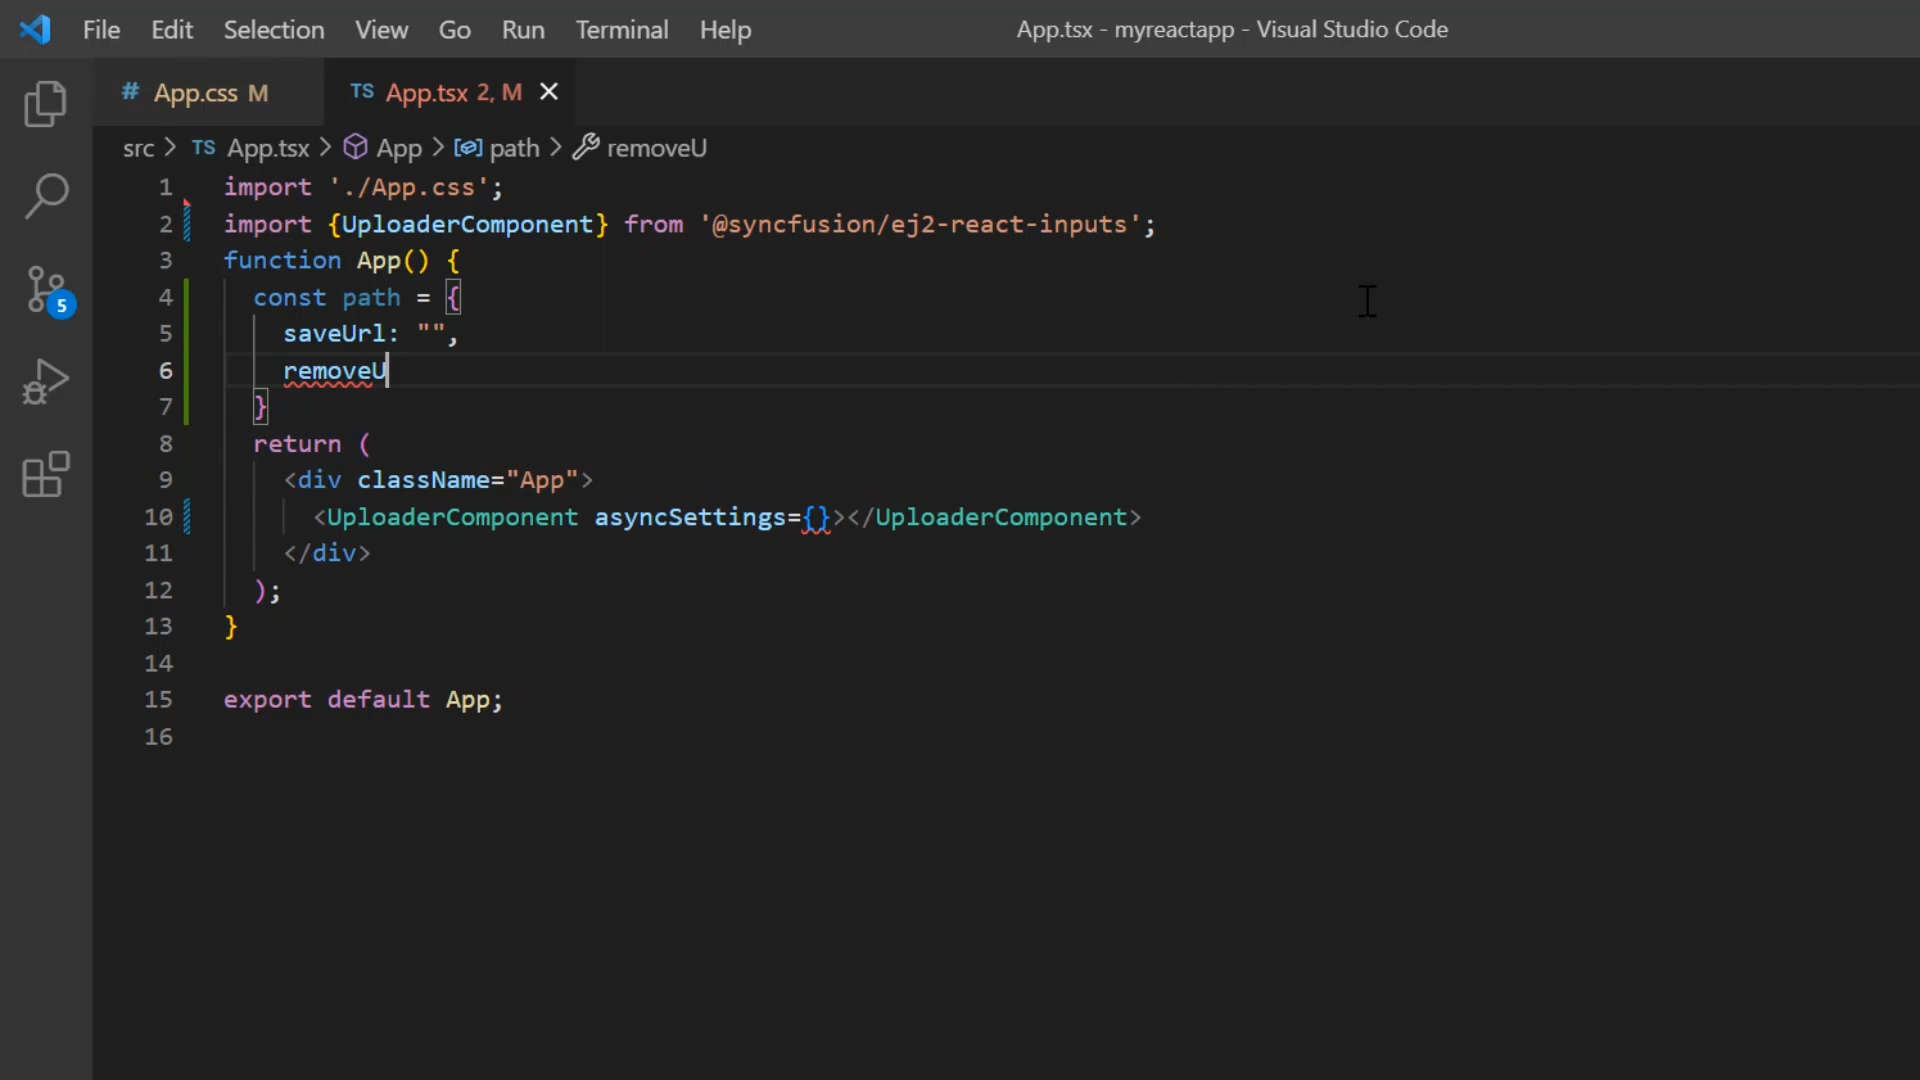 File Edit Selection View Go Run Terminal Help App.tsx - myreactapp - Visual Studio Code
# App.css M TS App.tsx 2, M
src > TS App.tsx > App > path > removeU
1 import './App.css';
2 import {UploaderComponent} from '@syncfusion/ej2-react-inputs';
3 function App() {
4 const path = {
5 saveUrl: "",
6 removeU
7 }
8 return (
9 <div className="App">
10 <UploaderComponent asyncSettings={}></UploaderComponent>
11 </div>
12 );
13 }
14
15 export default App;
16
5